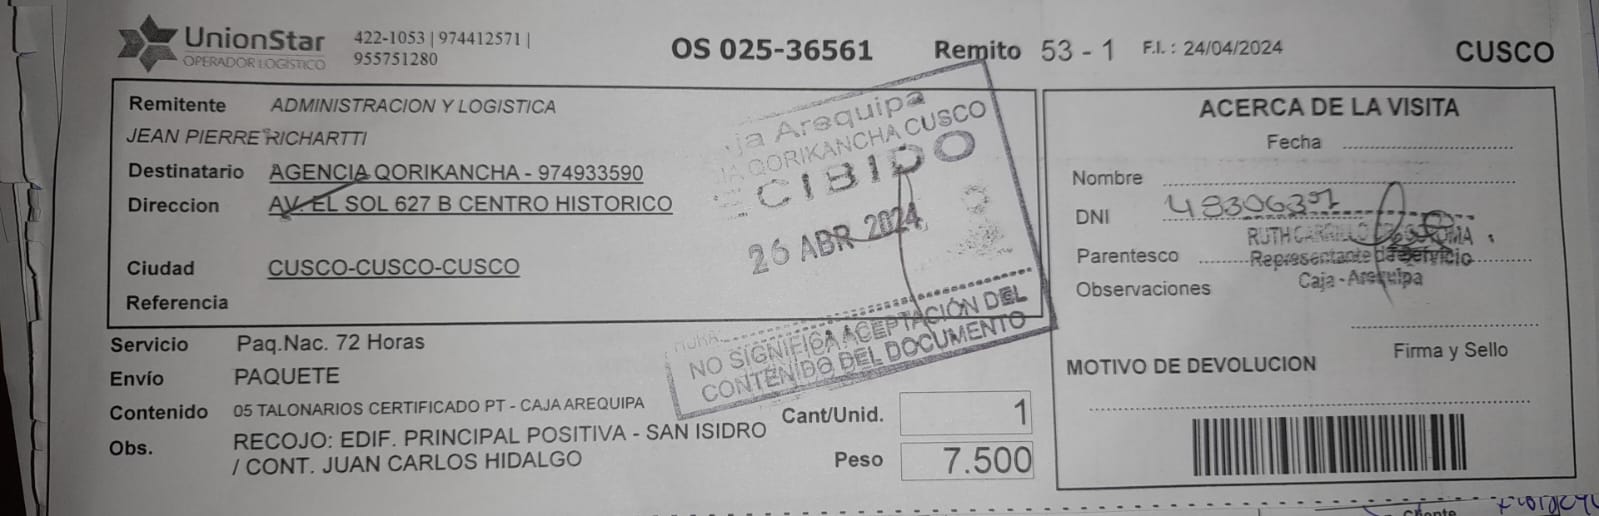 UnionStar
OPERADOR LOGÍSTICO
422-1053 | 974412571 |
955751280
OS 025-36561
Remito 53 - 1
F.I. : 24/04/2024
CUSCO
Remitente ADMINISTRACION Y LOGISTICA
JEAN PIERRE RICHARTTI
Destinatario AGENCIA QORIKANCHA - 974933590
Direccion AV. EL SOL 627 B CENTRO HISTORICO
Ciudad CUSCO-CUSCO-CUSCO
Referencia
ja Arequipa
QORIKANCHA CUSCO
CIBIDO
26 ABR 2024
NO SIGNIFICA ACEPTACIÓN DEL
CONTENIDO DEL DOCUMENTO
Servicio Paq.Nac. 72 Horas
Envío PAQUETE
Contenido 05 TALONARIOS CERTIFICADO PT - CAJA AREQUIPA
Obs. RECOJO: EDIF. PRINCIPAL POSITIVA - SAN ISIDRO
/ CONT. JUAN CARLOS HIDALGO
Cant/Unid. 1
Peso 7.500
ACERCA DE LA VISITA
Fecha
Nombre
DNI
RUTH
Parentesco
Representante de Servicio
Caja - Arequipa
Observaciones
Firma y Sello
MOTIVO DE DEVOLUCION